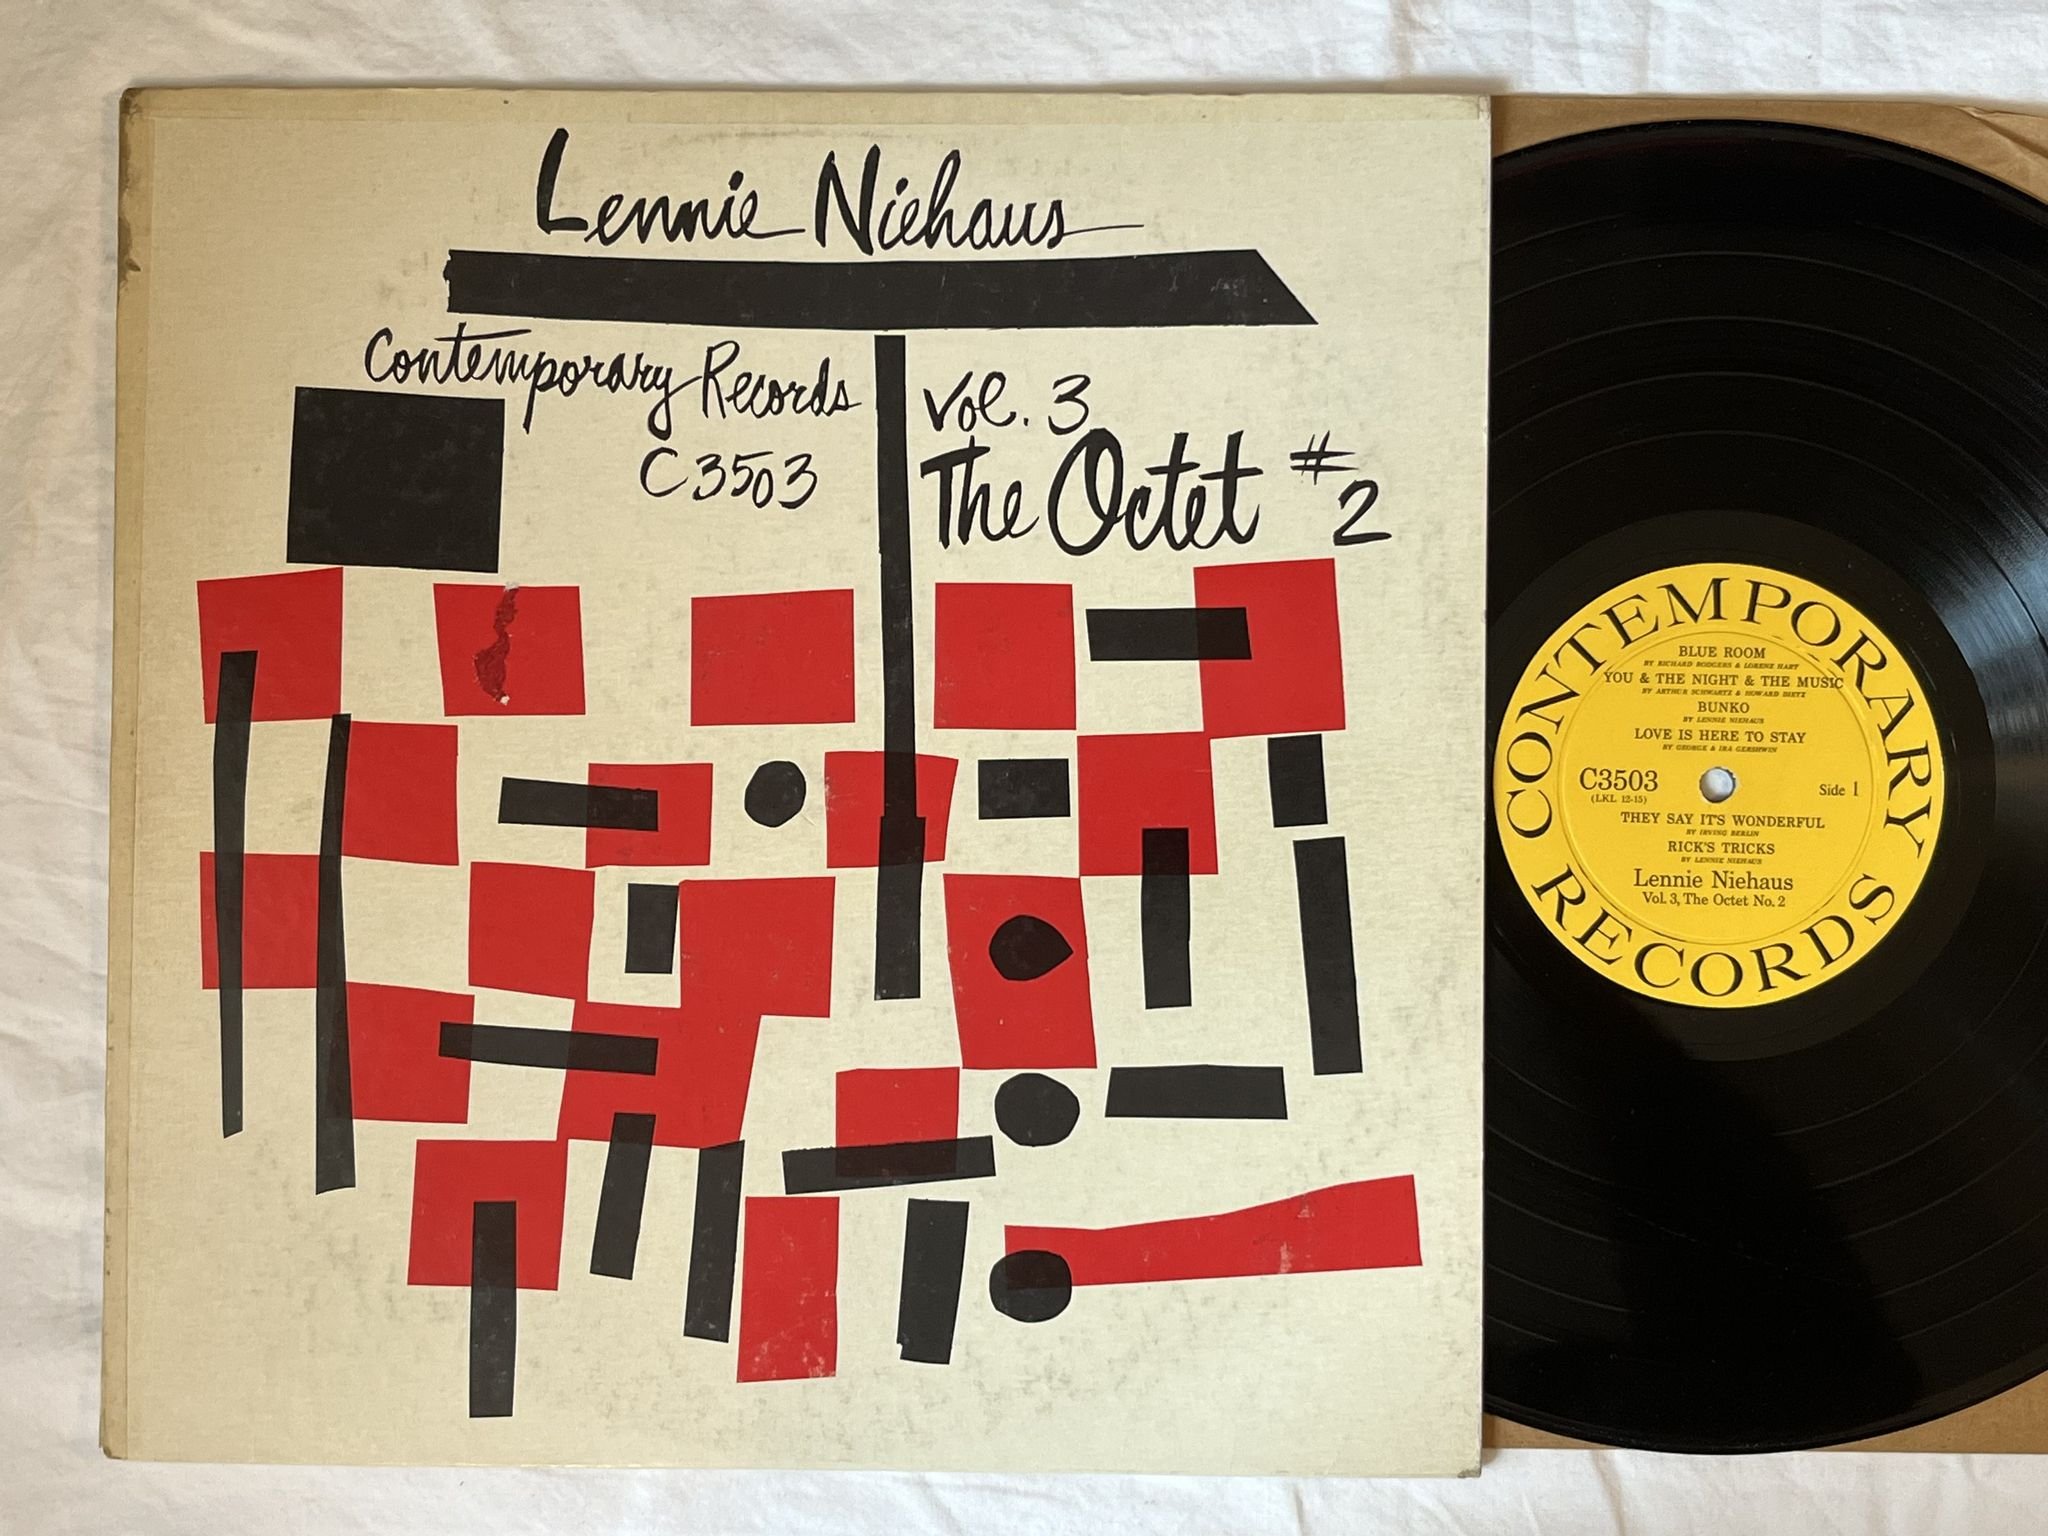 Lennie Niehaus
Contemporary Records
C3503
Vol. 3
The Octet #2
CONTEMPORARY RECORDS
BLUE ROOM
BY RICHARD RODGERS & LORENZ HART
YOU & THE NIGHT & THE MUSIC
BY ARTHUR SCHWARTZ & HOWARD DIETZ
BUNKO
BY LENNIE NIEHAUS
LOVE IS HERE TO STAY
BY GEORGE & IRA GERSHWIN
C3503
(LKL 12-15)
Side 1
THEY SAY IT'S WONDERFUL
BY IRVING BERLIN
RICK'S TRICKS
BY LENNIE NIEHAUS
Lennie Niehaus
Vol. 3, The Octet No. 2